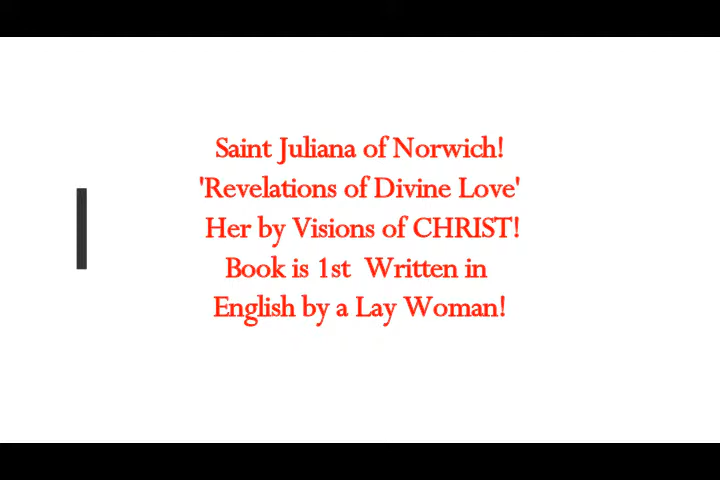 Saint Juliana of Norwich!
'Revelations of Divine Love'
Her by Visions of CHRIST!
Book is 1st Written in
English by a Lay Woman!